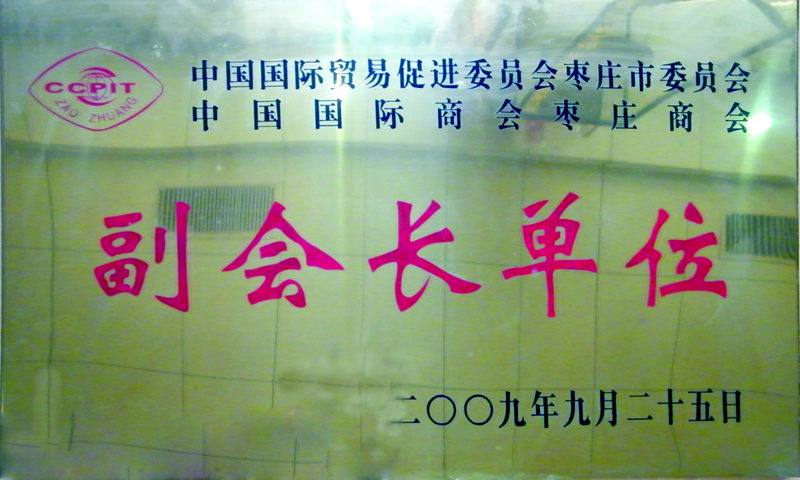 CCPIT
ZAO ZHUANG
中国国际贸易促进委员会枣庄市委员会
中国国际商会枣庄商会
副会长单位
二〇〇九年九月二十五日